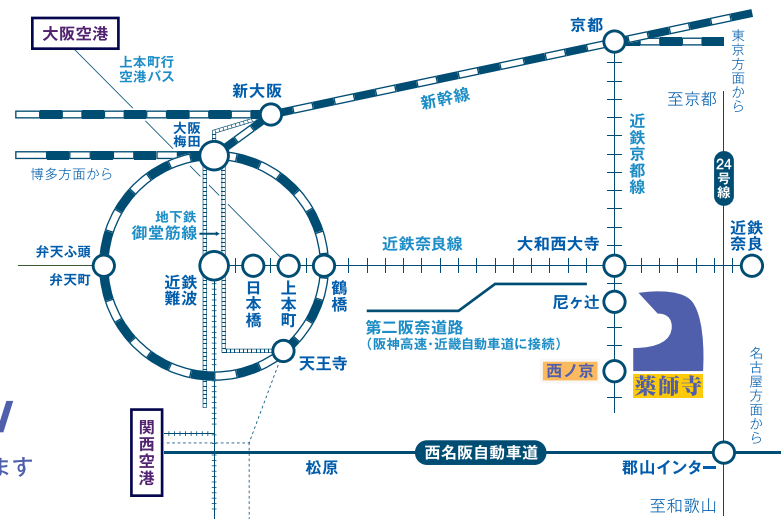 大阪空港
上本町行
空港バス
京都
東京方面から
新大阪
新幹線
至京都
大阪
梅田
近鉄京都線
博多方面から
24号線
地下鉄
御堂筋線
近鉄奈良線
大和西大寺
近鉄
奈良
弁天ふ頭
弁天町
近鉄
難波
日本橋
上本町
鶴橋
尼ヶ辻
第二阪奈道路
（阪神高速・近畿自動車道に接続）
天王寺
西ノ京
薬師寺
名古屋方面から
関西空港
ます
西名阪自動車道
松原
郡山インター
至和歌山